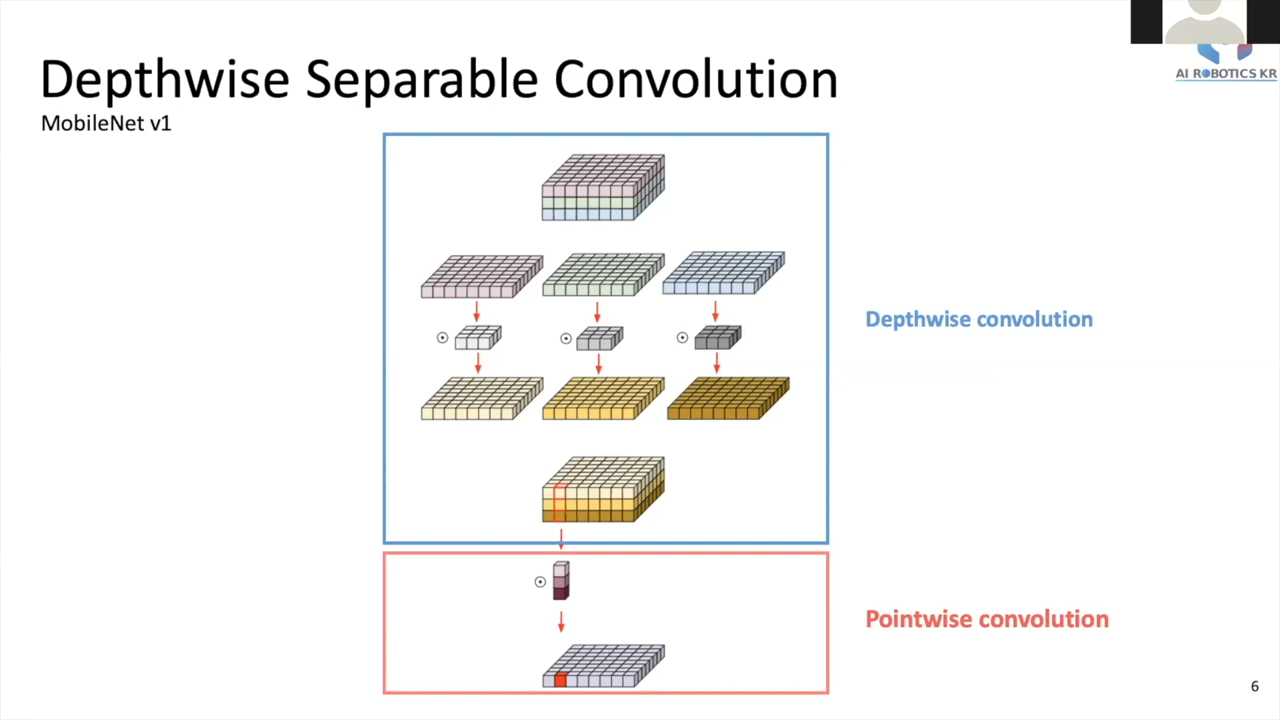 Depthwise Separable Convolution
MobileNet v1
AI ROBOTICS KR
Depthwise convolution
Pointwise convolution
6